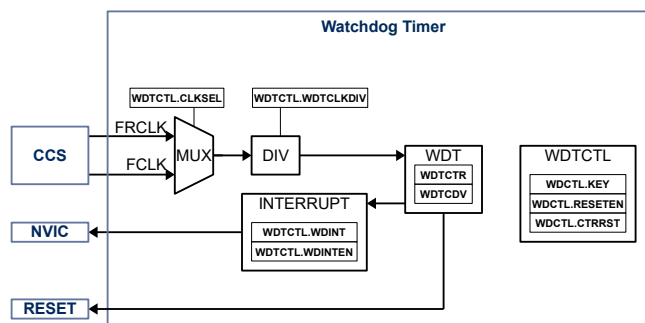 Watchdog Timer
WDTCTL.CLKSEL
WDTCTL.WDTCLKDIV
FRCLK
CCS
MUX
DIV
FCLK
WDT
WDTCTR
WDTCDV
WDTCTL
WDCTL.KEY
WDCTL.RESETEN
WDCTL.CTRRST
INTERRUPT
WDTCTL.WDINT
WDTCTL.WDINTEN
NVIC
RESET